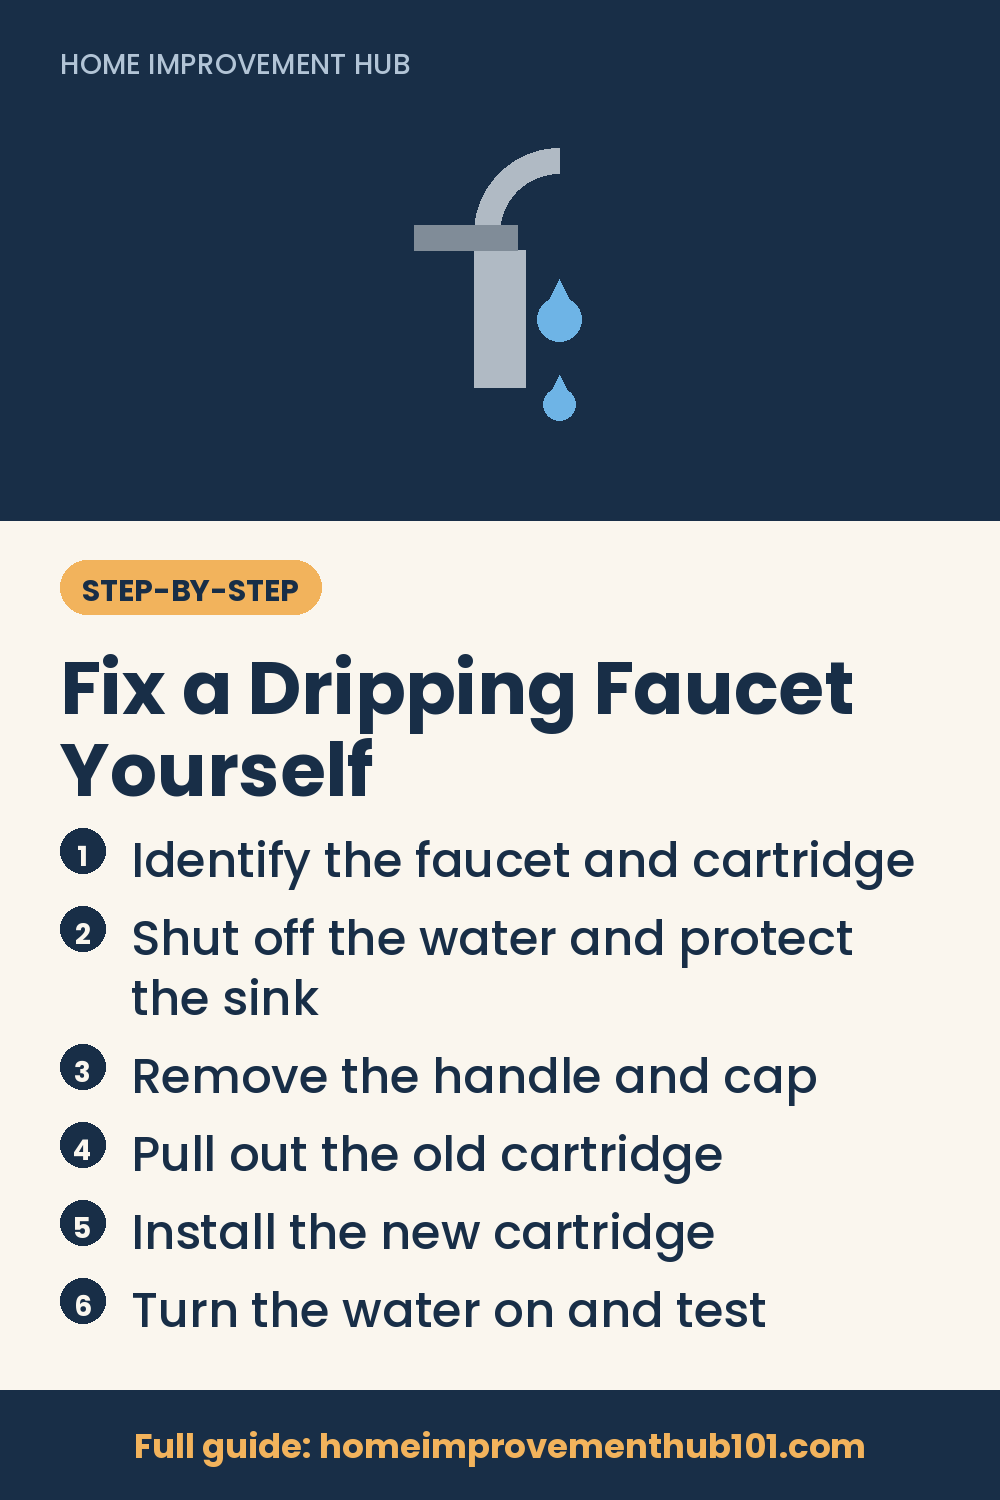 HOME IMPROVEMENT HUB
STEP-BY-STEP
Fix a Dripping Faucet
Yourself
1 Identify the faucet and cartridge
2 Shut off the water and protect
the sink
3 Remove the handle and cap
4 Pull out the old cartridge
5 Install the new cartridge
6 Turn the water on and test
Full guide: homeimprovementhub101.com